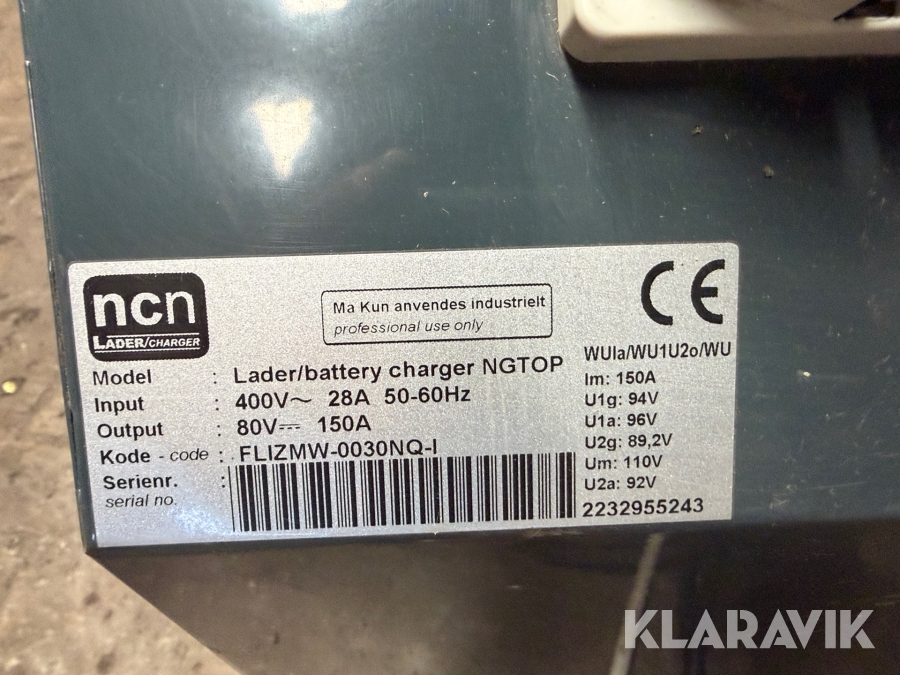 ncn
LADER/CHARGER
Ma Kun anvendes industrielt
professional use only
CE
Model : Lader/battery charger NGTOP
Input : 400V~ 28A 50-60Hz
Output : 80V⎓ 150A
Kode - code : FLIZMW-0030NQ-I
Serienr. :
serial no.
WUIa/WU1U2o/WU
Im: 150A
U1g: 94V
U1a: 96V
U2g: 89,2V
Um: 110V
U2a: 92V
2232955243
KLARAVIK